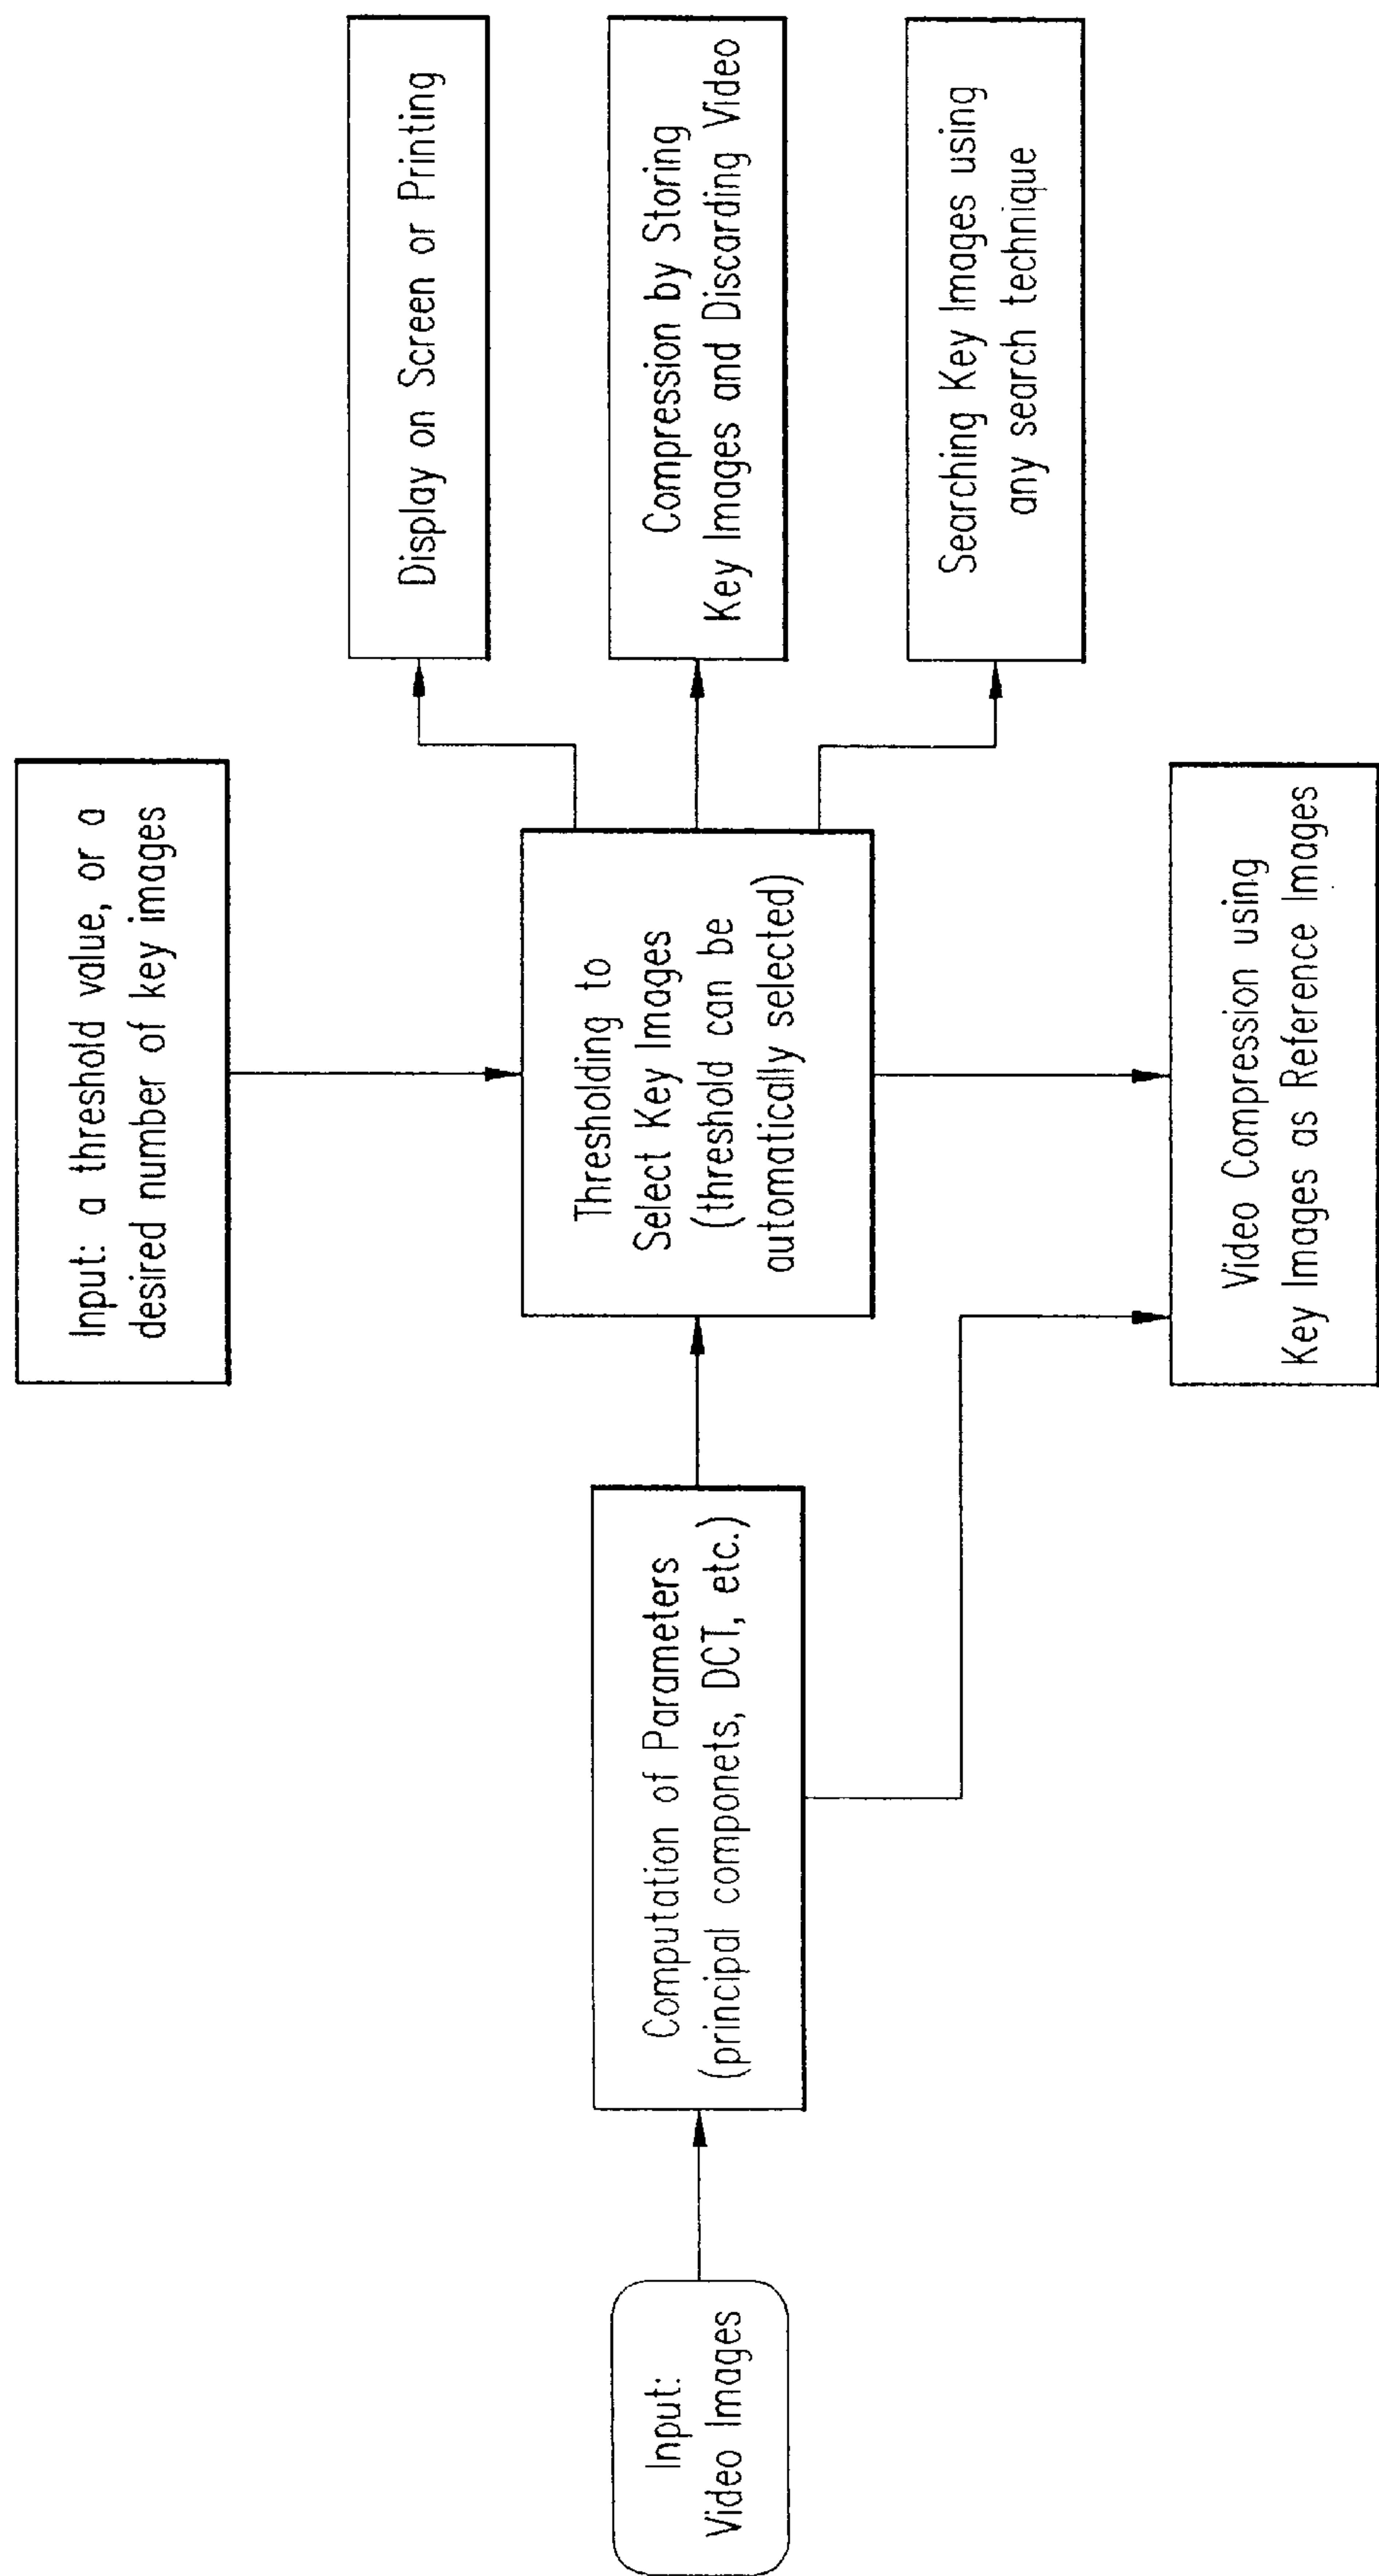 Input:
Video Images
Computation of Parameters
(principal componets, DCT, etc.)
Input: a threshold value, or a
desired number of key images
Thresholding to
Select Key Images
(threshold can be
automatically selected)
Video Compression using
Key Images as Reference Images
Display on Screen or Printing
Compression by Storing
Key Images and Discarding Video
Searching Key Images using
any search technique